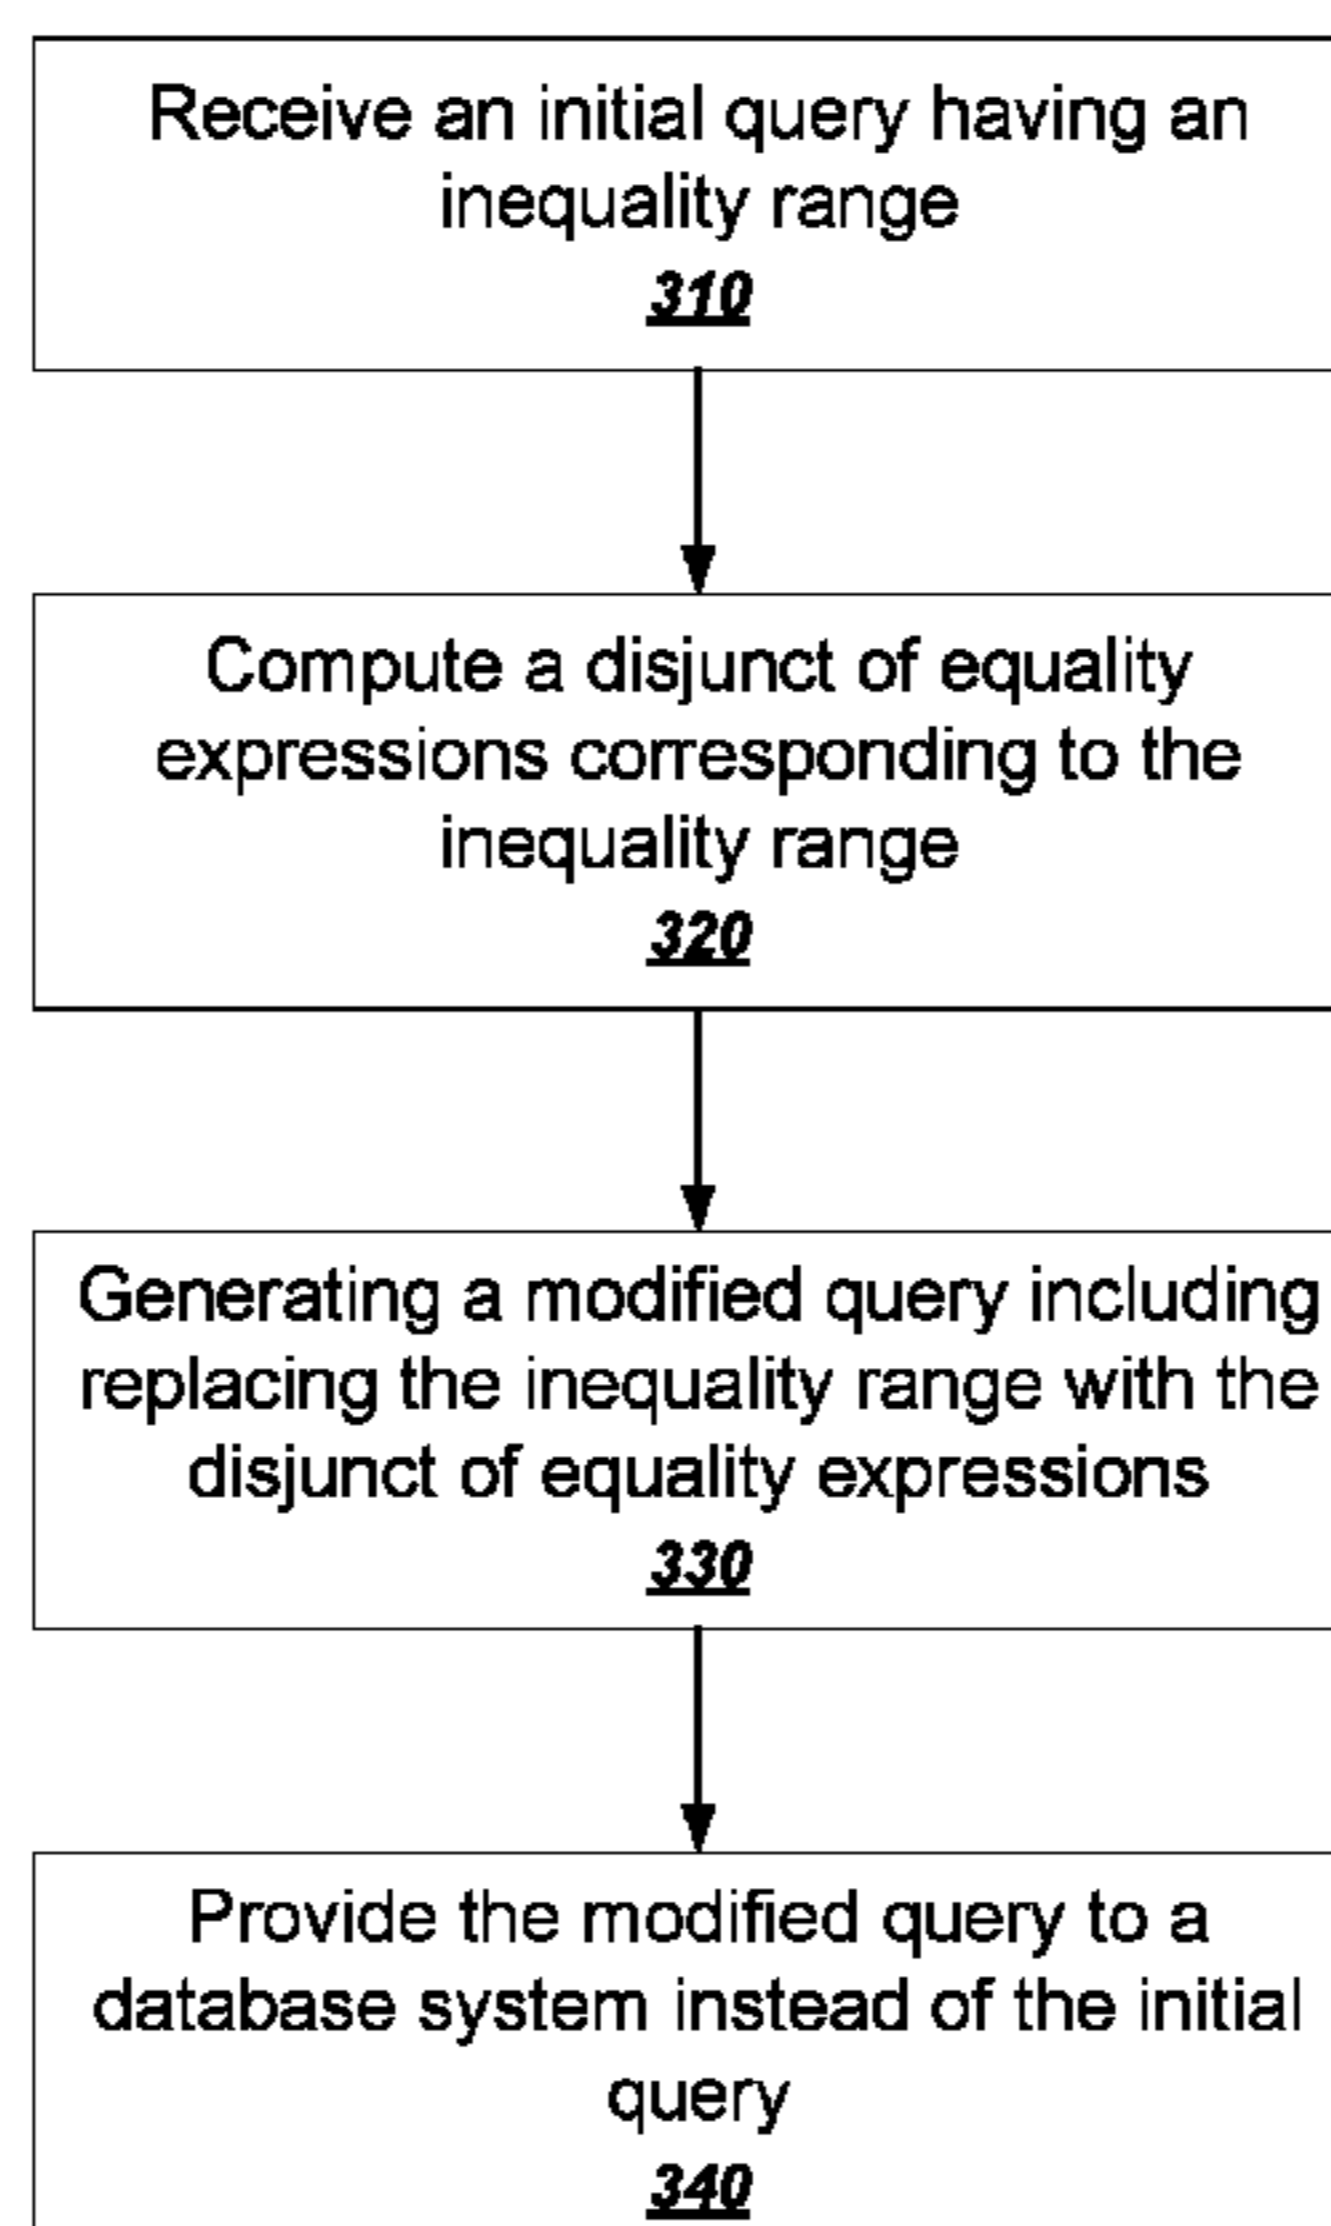 Receive an initial query having an
inequality range
310
Compute a disjunct of equality
expressions corresponding to the
inequality range
320
Generating a modified query including
replacing the inequality range with the
disjunct of equality expressions
330
Provide the modified query to a
database system instead of the initial
query
340